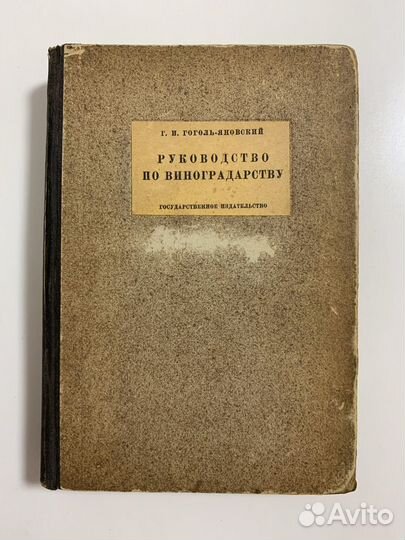 Г. И. ГОГОЛЬ-ЯНОВСКИЙ
РУКОВОДСТВО
ПО ВИНОГРАДАРСТВУ
ГОСУДАРСТВЕННОЕ ИЗДАТЕЛЬСТВО
Avito